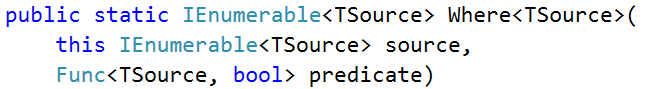 public static IEnumerable<TSource> Where<TSource>(
    this IEnumerable<TSource> source,
    Func<TSource, bool> predicate)